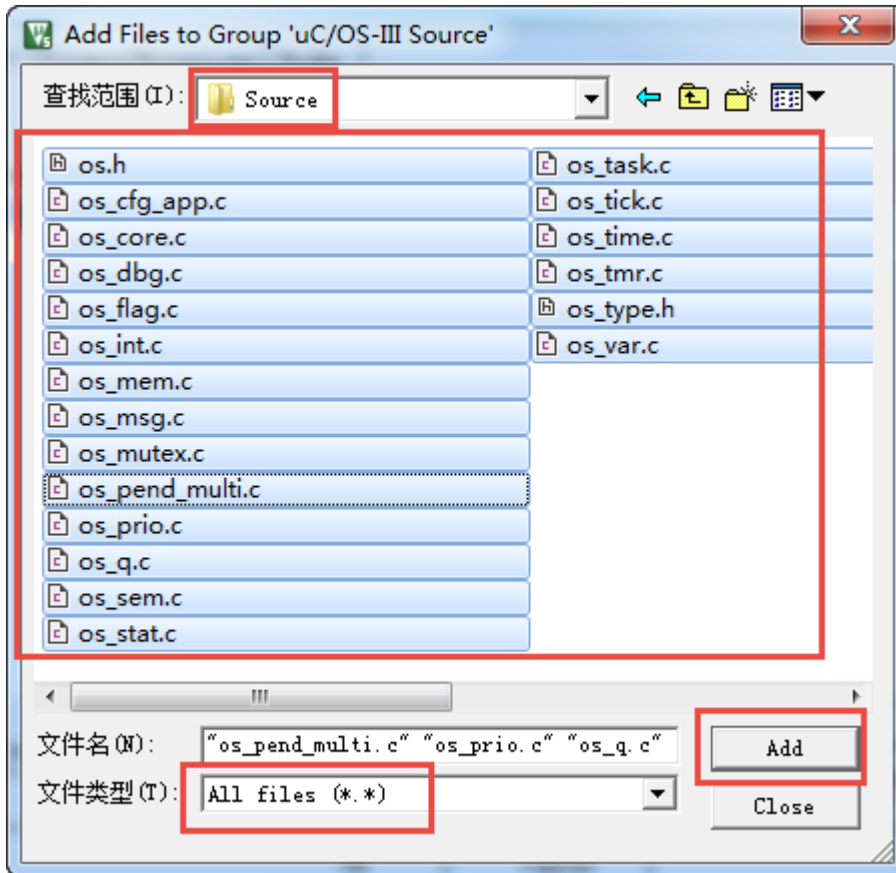 Add Files to Group 'uC/OS-III Source'
查找范围(I): Source
os.h
os_cfg_app.c
os_core.c
os_dbg.c
os_flag.c
os_int.c
os_mem.c
os_msg.c
os_mutex.c
os_pend_multi.c
os_prio.c
os_q.c
os_sem.c
os_stat.c
os_task.c
os_tick.c
os_time.c
os_tmr.c
os_type.h
os_var.c
文件名(N): "os_pend_multi.c" "os_prio.c" "os_q.c" Add
文件类型(T): All files (*.*) Close